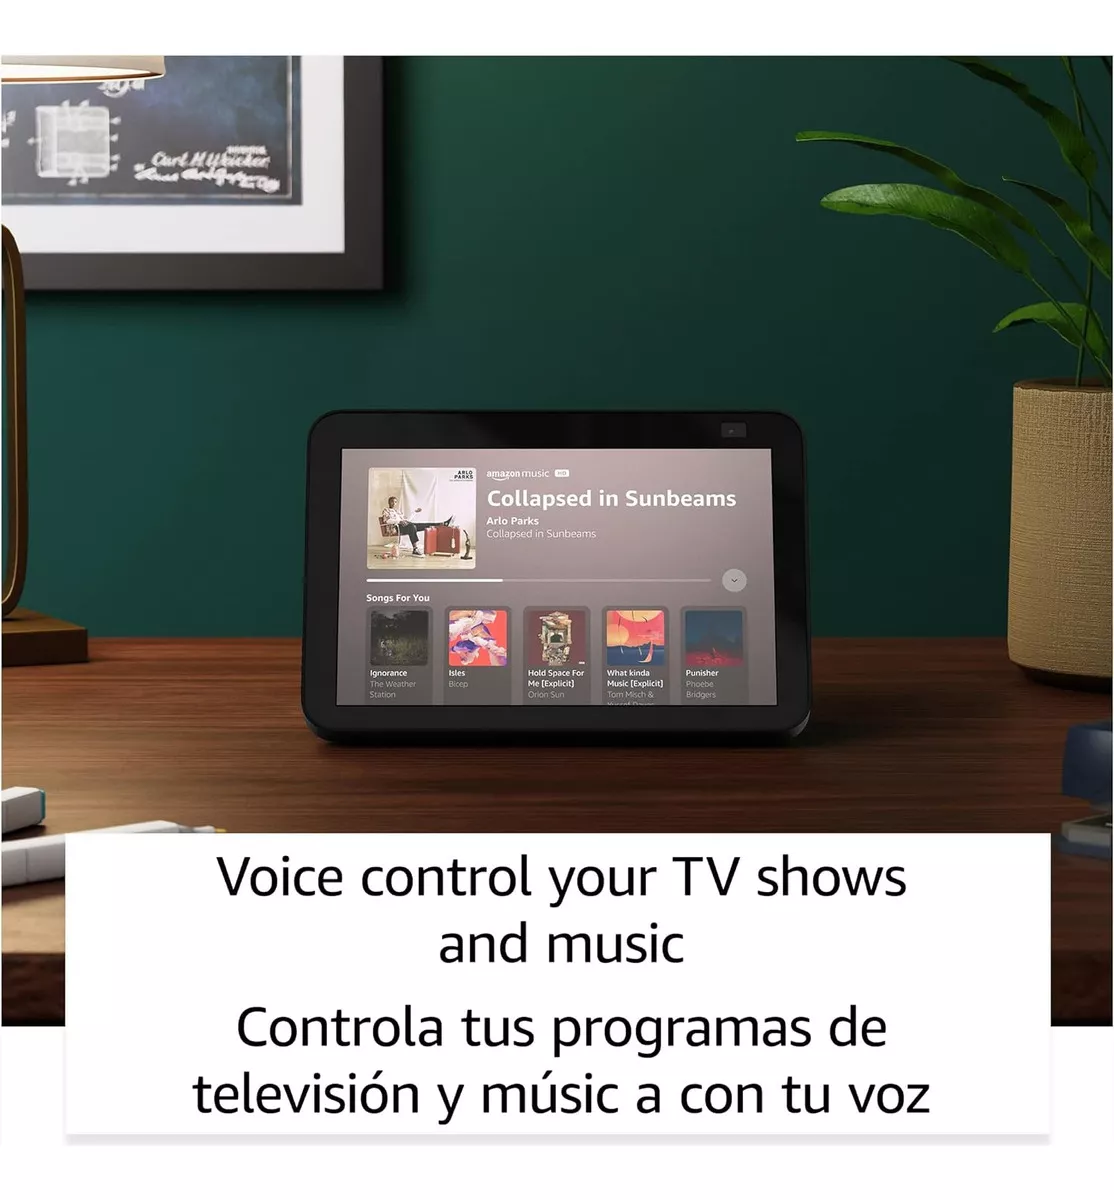 Carl H Weicker
ARLO
PARKS
amazon music HD
Collapsed in Sunbeams
Arlo Parks
Collapsed in Sunbeams
Songs For You
Ignorance
The Weather
Station
Isles
Bicep
Hold Space For
Me [Explicit]
Orion Sun
What kinda
Music [Explicit]
Tom Misch &
Punisher
Phoebe
Bridgers
Voice control your TV shows
and music
Controla tus programas de
televisión y músic a con tu voz